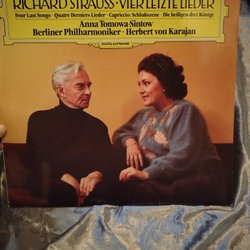 RICHARD STRAUSS · VIER LETZTE LIEDER
Four Last Songs · Quatre Derniers Lieder · Capriccio: Schlußszene · Die heiligen drei Könige
Anna Tomowa-Sintow
Berliner Philharmoniker · Herbert von Karajan